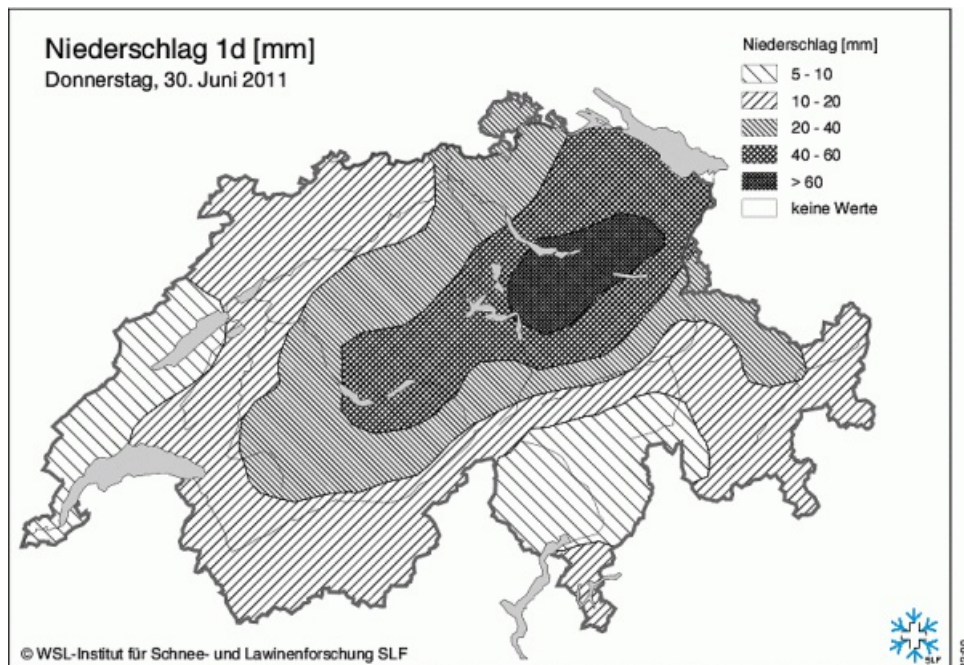 Niederschlag 1d [mm]
Donnerstag, 30. Juni 2011
Niederschlag [mm]
5 - 10
10 - 20
20 - 40
40 - 60
> 60
keine Werte
© WSL-Institut für Schnee- und Lawinenforschung SLF
SLF